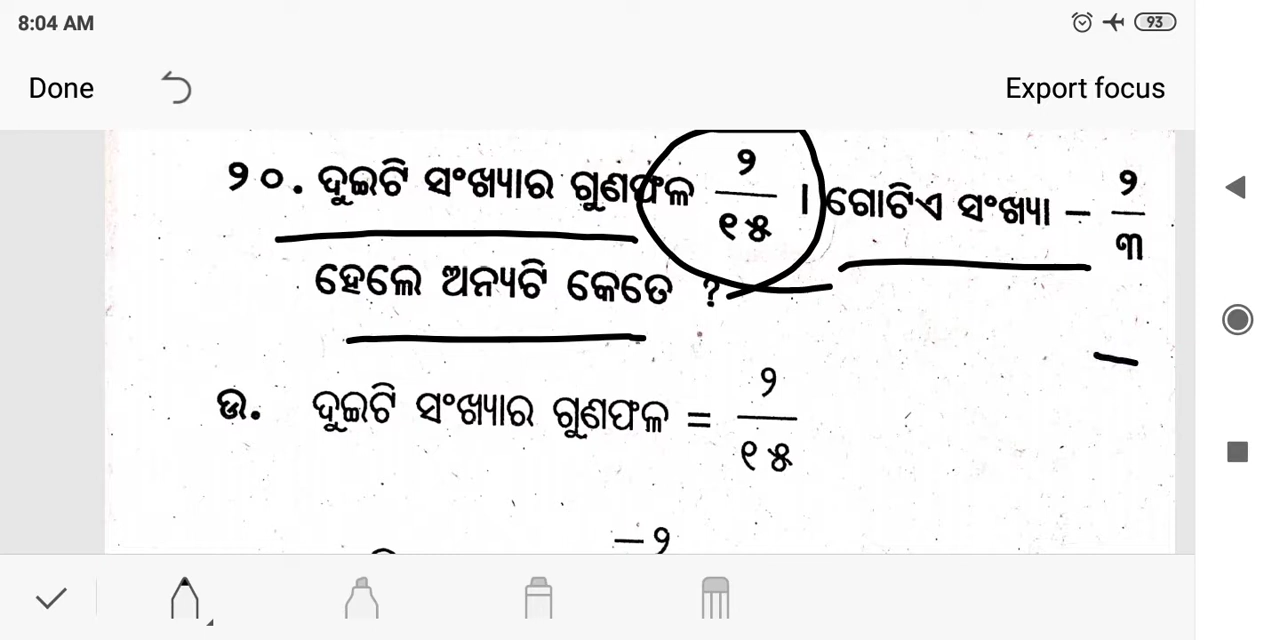 8:04 AM 93
Done Export focus
୨୦. ଦୁଇଟି ସଂଖ୍ୟାର ଗୁଣଫଳ ୨/୧୫ । ଗୋଟିଏ ସଂଖ୍ୟା – ୨/୩
ହେଲେ ଅନ୍ୟଟି କେତେ ?
ଉ. ଦୁଇଟି ସଂଖ୍ୟାର ଗୁଣଫଳ = ୨/୧୫
–୨